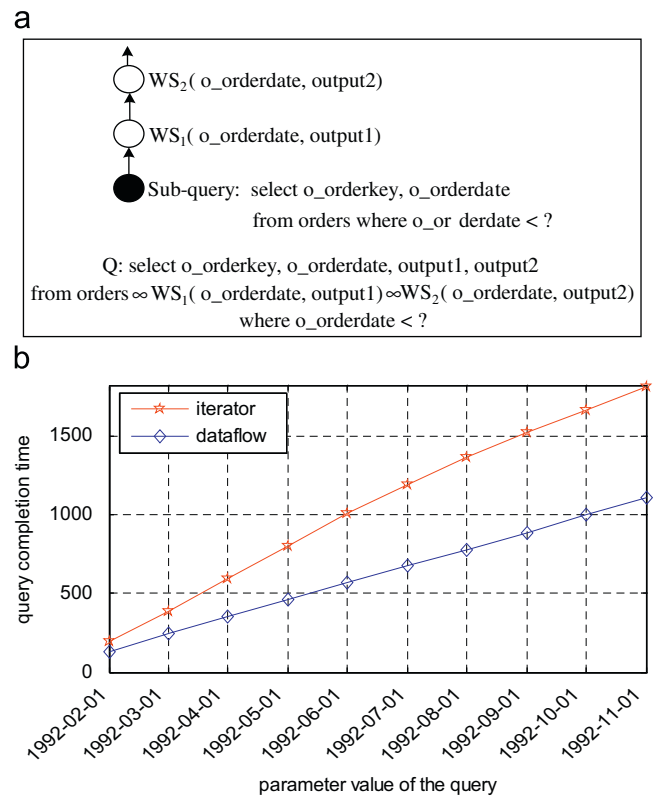 a
WS₂( o_orderdate, output2)
WS₁( o_orderdate, output1)
Sub-query: select o_orderkey, o_orderdate
from orders where o_or derdate < ?
Q: select o_orderkey, o_orderdate, output1, output2
from orders ∞ WS₁( o_orderdate, output1) ∞ WS₂( o_orderdate, output2)
where o_orderdate < ?
b
iterator
dataflow
query completion time
1500
1000
500
0
1992-02-01
1992-03-01
1992-04-01
1992-05-01
1992-06-01
1992-07-01
1992-08-01
1992-09-01
1992-10-01
1992-11-01
parameter value of the query